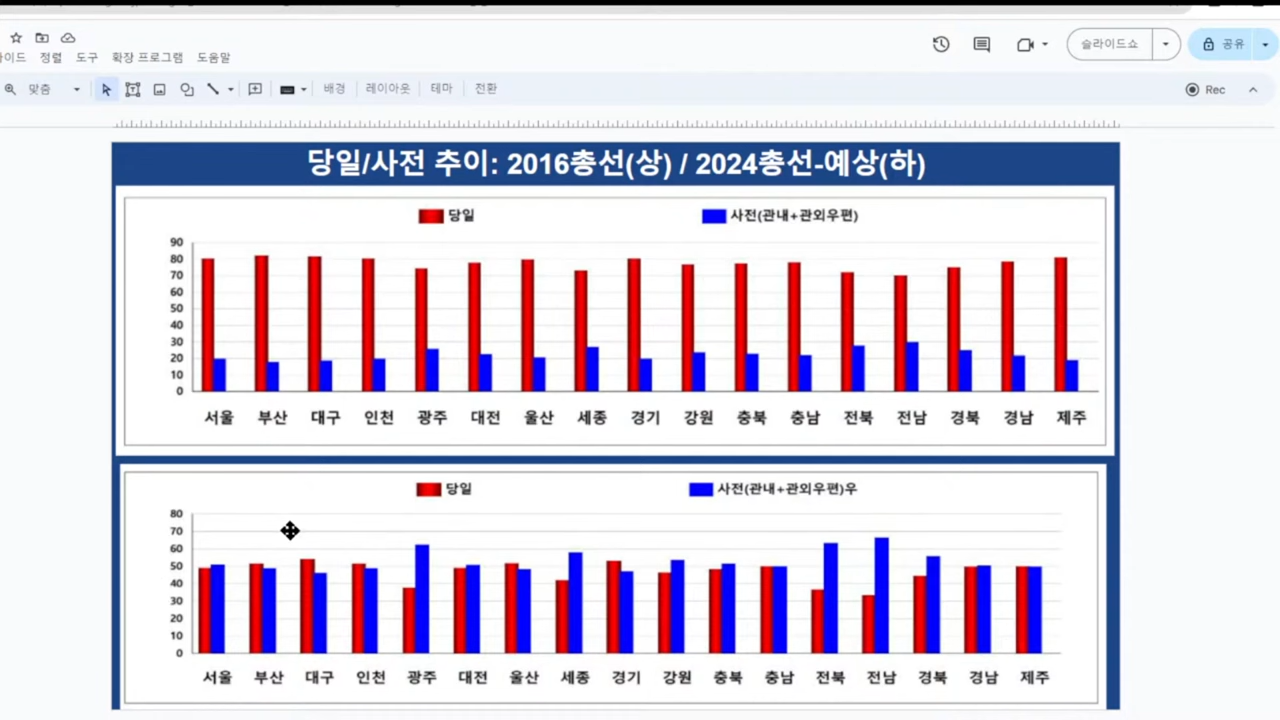 이드 정렬 도구 확장 프로그램 도움말
슬라이드쇼
공유
맞춤
배경 레이아웃 테마 전환
Rec
당일/사전 추이: 2016총선(상) / 2024총선-예상(하)
당일 사전(관내+관외우편)
90
80
70
60
50
40
30
20
10
0
서울 부산 대구 인천 광주 대전 울산 세종 경기 강원 충북 충남 전북 전남 경북 경남 제주
당일 사전(관내+관외우편)우
80
70
60
50
40
30
20
10
0
서울 부산 대구 인천 광주 대전 울산 세종 경기 강원 충북 충남 전북 전남 경북 경남 제주